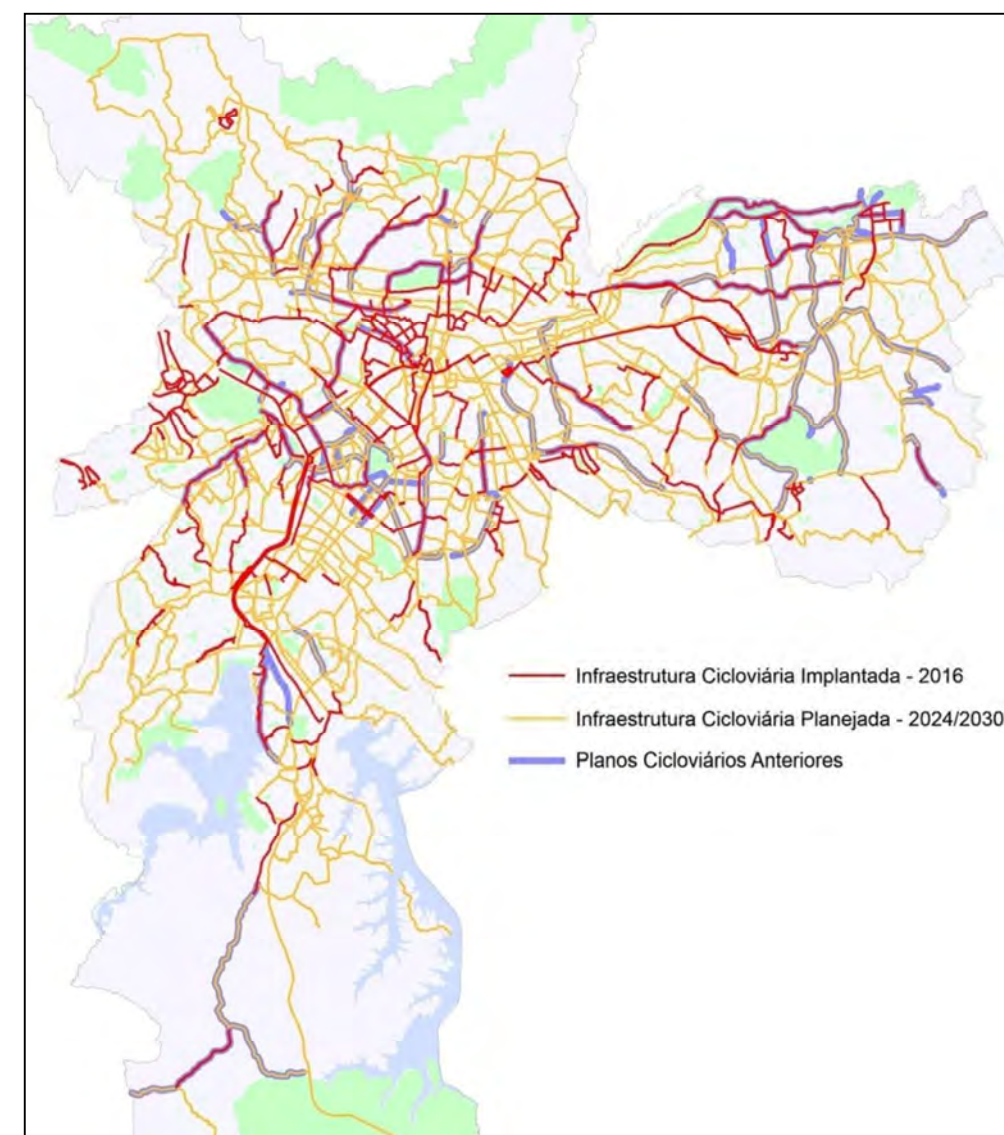 Infraestrutura Cicloviária Implantada - 2016
Infraestrutura Cicloviária Planejada - 2024/2030
Planos Cicloviários Anteriores